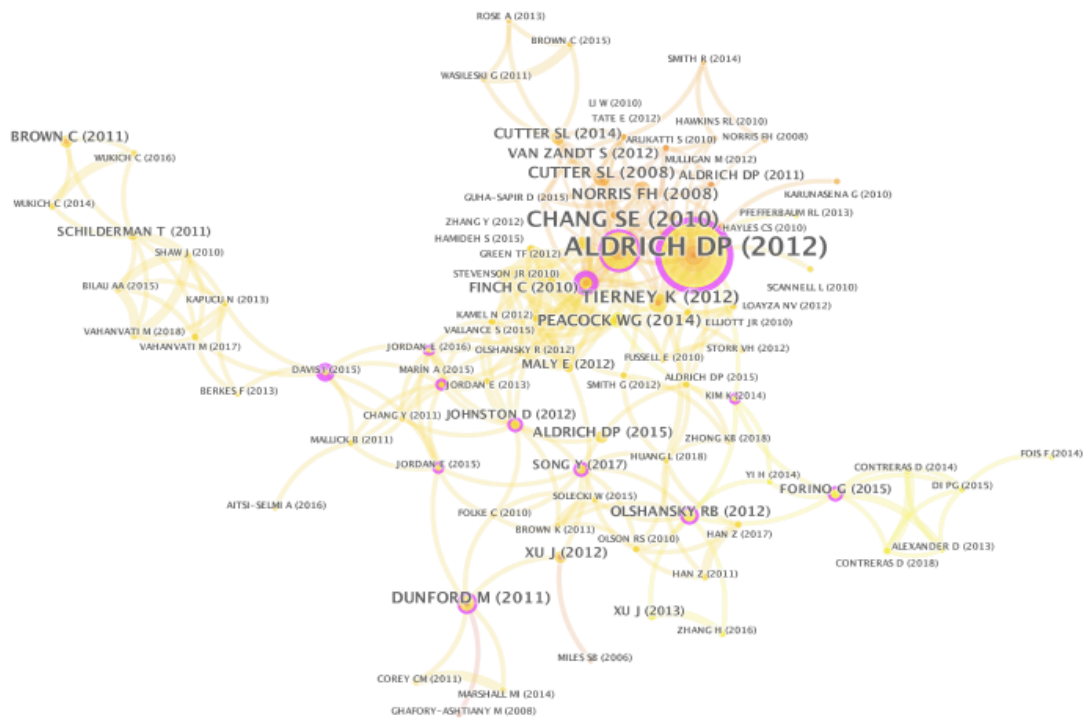 ROSE A (2013)
BROWN C (2015)
SMITH R (2014)
WASILESKI G (2011)
LI W (2010)
TATE E (2012)
HAWKINS RL (2010)
BROWN C (2011)
CUTTER SL (2014)
ARLIKATTI S (2010)
NORRIS FH (2008)
WUKICH C (2016)
VAN ZANDT S (2012)
MULLIGAN M (2012)
CUTTER SL (2008)
ALDRICH DP (2011)
KARUNASENA G (2010)
GUHA-SAPIR D (2015)
NORRIS FH (2008)
WUKICH C (2014)
PFEFFERBAUM RL (2013)
ZHANG Y (2012)
CHANG SE (2010)
HAYLES CS (2010)
SCHILDERMAN T (2011)
HAMIDEH S (2015)
SHAW J (2010)
GREEN TF (2012)
ALDRICH DP (2012)
STEVENSON JR (2010)
BILAU AA (2015)
FINCH C (2010)
SCANNELL L (2010)
KAPUCU N (2013)
TIERNEY K (2012)
LOAYZA NV (2012)
KAMEL N (2012)
PEACOCK WG (2014)
ELLIOTT JR (2010)
VAHANVATI M (2018)
VALLANCE S (2015)
VAHANVATI M (2017)
JORDAN E (2016)
OLSHANSKY R (2012)
STORR VH (2012)
FUSSELL E (2010)
DAVIS I (2015)
MARÍN A (2015)
MALY E (2012)
ALDRICH DP (2015)
BERKES F (2013)
JORDAN E (2013)
SMITH G (2012)
KIM K (2014)
CHANG Y (2011)
JOHNSTON D (2012)
MALLICK B (2011)
ALDRICH DP (2015)
ZHONG KB (2018)
JORDAN E (2015)
SONG Y (2017)
HUANG L (2018)
FOIS F (2014)
YI H (2014)
CONTRERAS D (2014)
FORINO G (2015)
DI PG (2015)
AITSI-SELMI A (2016)
SOLECKI W (2015)
FOLKE C (2010)
OLSHANSKY RB (2012)
BROWN K (2011)
OLSON RS (2010)
HAN Z (2017)
ALEXANDER D (2013)
XU J (2012)
CONTRERAS D (2018)
HAN Z (2011)
DUNFORD M (2011)
XU J (2013)
ZHANG H (2016)
MILES SB (2006)
COREY CM (2011)
MARSHALL MI (2014)
GHAFORY-ASHTIANY M (2008)